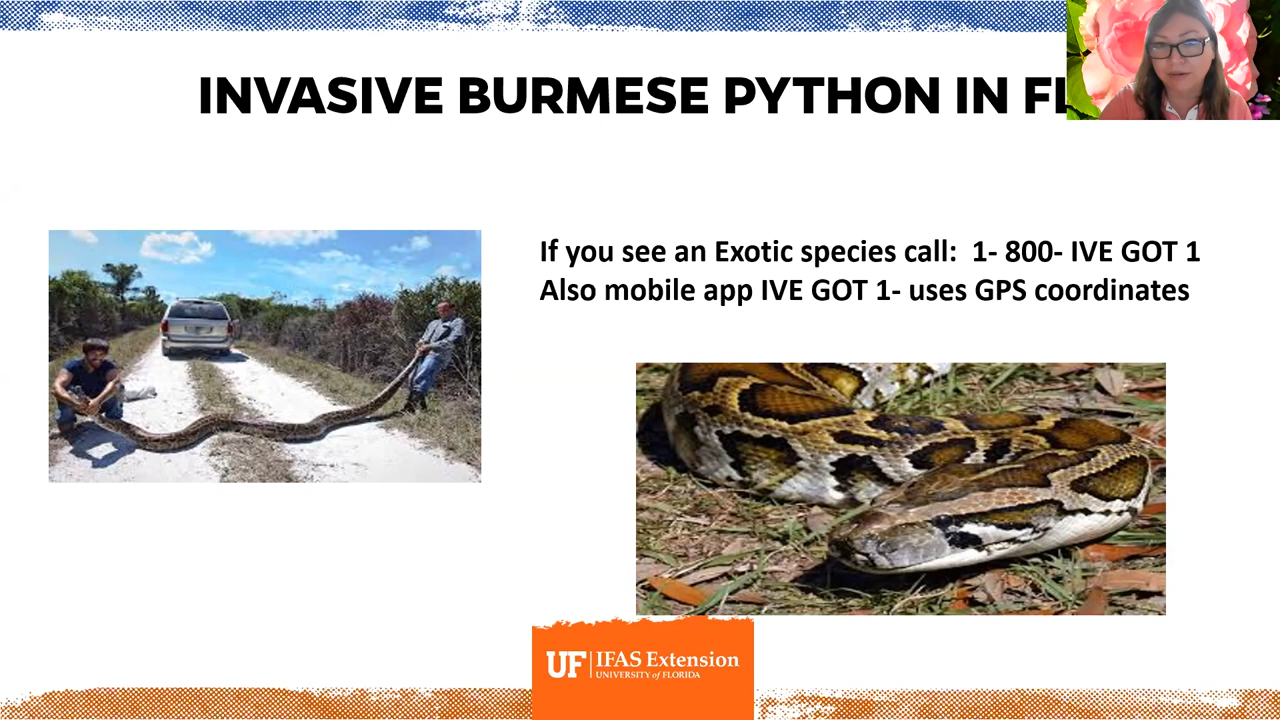 INVASIVE BURMESE PYTHON IN
If you see an Exotic species call: 1- 800- IVE GOT 1
Also mobile app IVE GOT 1- uses GPS coordinates
UF IFAS Extension
UNIVERSITY of FLORIDA